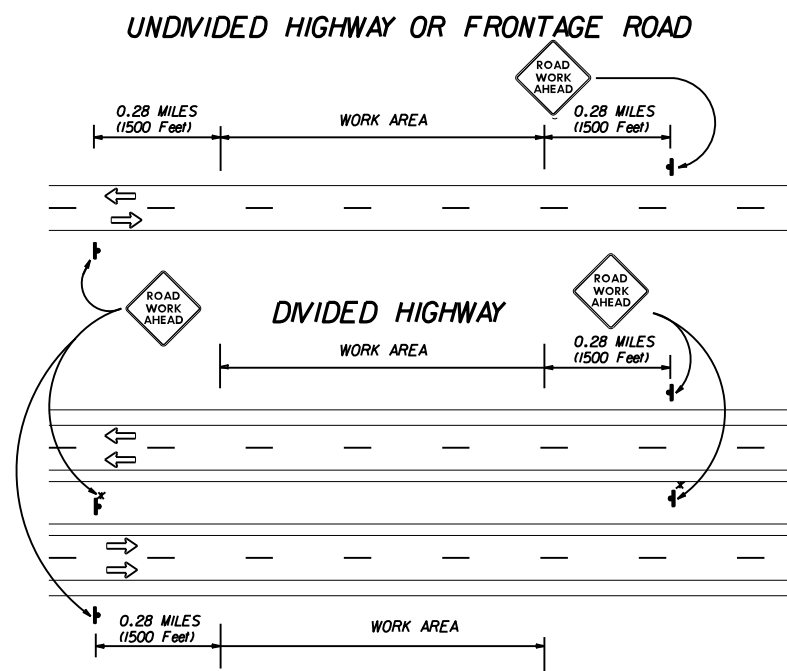 UNDIVIDED HIGHWAY OR FRONTAGE ROAD
ROAD
WORK
AHEAD
0.28 MILES
(1500 Feet)
WORK AREA
0.28 MILES
(1500 Feet)
ROAD
WORK
AHEAD
DIVIDED HIGHWAY
ROAD
WORK
AHEAD
WORK AREA
0.28 MILES
(1500 Feet)
x
x
0.28 MILES
(1500 Feet)
WORK AREA